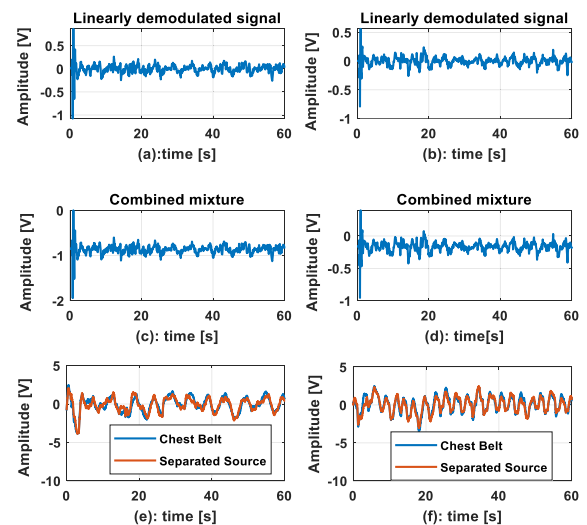 Linearly demodulated signal
Amplitude [V]
0.5
0
-0.5
-1
0
20
40
60
(a):time [s]
Linearly demodulated signal
Amplitude [V]
0.5
0
-0.5
-1
0
20
40
60
(b): time [s]
Combined mixture
Amplitude [V]
0
-1
-2
0
20
40
60
(c): time [s]
Combined mixture
Amplitude [V]
0
-0.5
-1
0
20
40
60
(d): time[s]
Amplitude [V]
5
0
-5
-10
0
20
40
60
Chest Belt
Separated Source
(e): time [s]
Amplitude [V]
5
0
-5
-10
0
20
40
60
Chest Belt
Separated Source
(f): time [s]